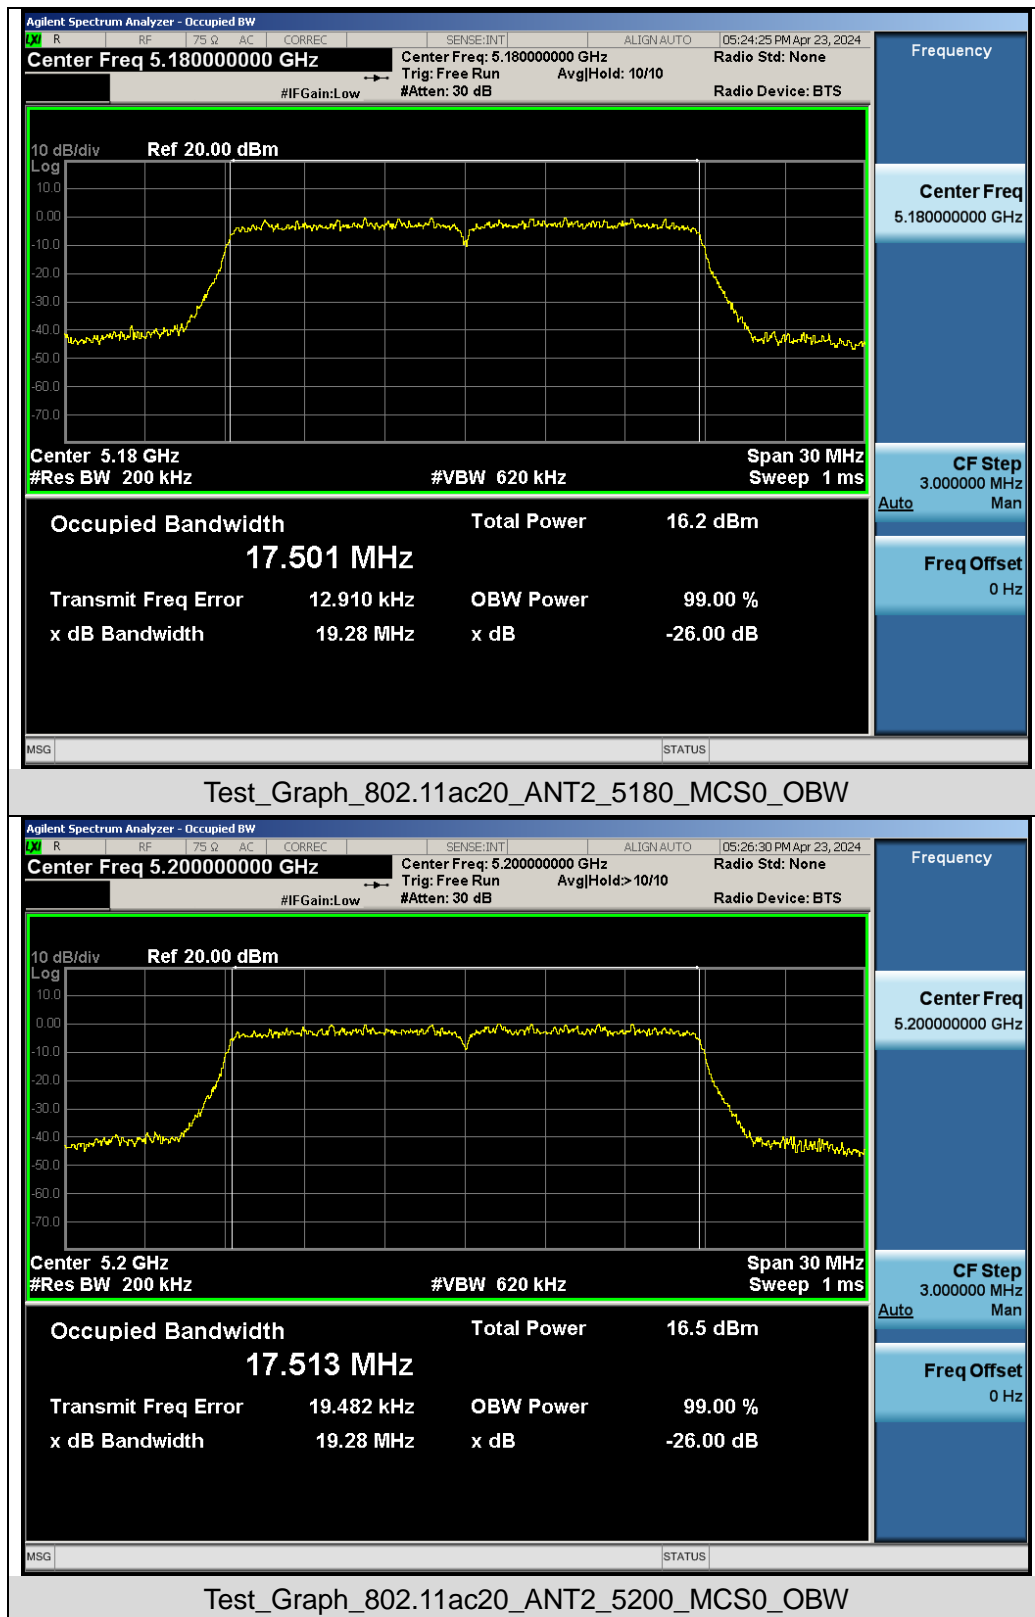 Agilent Spectrum Analyzer - Occupied BW
LXI R RF 75 Ω AC CORREC SENSE:INT ALIGN AUTO 05:24:25 PM Apr 23, 2024
Center Freq 5.180000000 GHz
Center Freq: 5.180000000 GHz Radio Std: None
Trig: Free Run Avg|Hold: 10/10
#IFGain:Low #Atten: 30 dB Radio Device: BTS
Frequency
10 dB/div Ref 20.00 dBm
Log
10.0
0.00
-10.0
-20.0
-30.0
-40.0
-50.0
-60.0
-70.0
Center 5.18 GHz Span 30 MHz
#Res BW 200 kHz #VBW 620 kHz Sweep 1 ms
Center Freq
5.180000000 GHz
CF Step
3.000000 MHz
Auto Man
Freq Offset
0 Hz
Occupied Bandwidth Total Power 16.2 dBm
17.501 MHz
Transmit Freq Error 12.910 kHz OBW Power 99.00 %
x dB Bandwidth 19.28 MHz x dB -26.00 dB
MSG STATUS
Test_Graph_802.11ac20_ANT2_5180_MCS0_OBW
Agilent Spectrum Analyzer - Occupied BW
LXI R RF 75 Ω AC CORREC SENSE:INT ALIGN AUTO 05:26:30 PM Apr 23, 2024
Center Freq 5.200000000 GHz
Center Freq: 5.200000000 GHz Radio Std: None
Trig: Free Run Avg|Hold:>10/10
#IFGain:Low #Atten: 30 dB Radio Device: BTS
Frequency
10 dB/div Ref 20.00 dBm
Log
10.0
0.00
-10.0
-20.0
-30.0
-40.0
-50.0
-60.0
-70.0
Center 5.2 GHz Span 30 MHz
#Res BW 200 kHz #VBW 620 kHz Sweep 1 ms
Center Freq
5.200000000 GHz
CF Step
3.000000 MHz
Auto Man
Freq Offset
0 Hz
Occupied Bandwidth Total Power 16.5 dBm
17.513 MHz
Transmit Freq Error 19.482 kHz OBW Power 99.00 %
x dB Bandwidth 19.28 MHz x dB -26.00 dB
MSG STATUS
Test_Graph_802.11ac20_ANT2_5200_MCS0_OBW